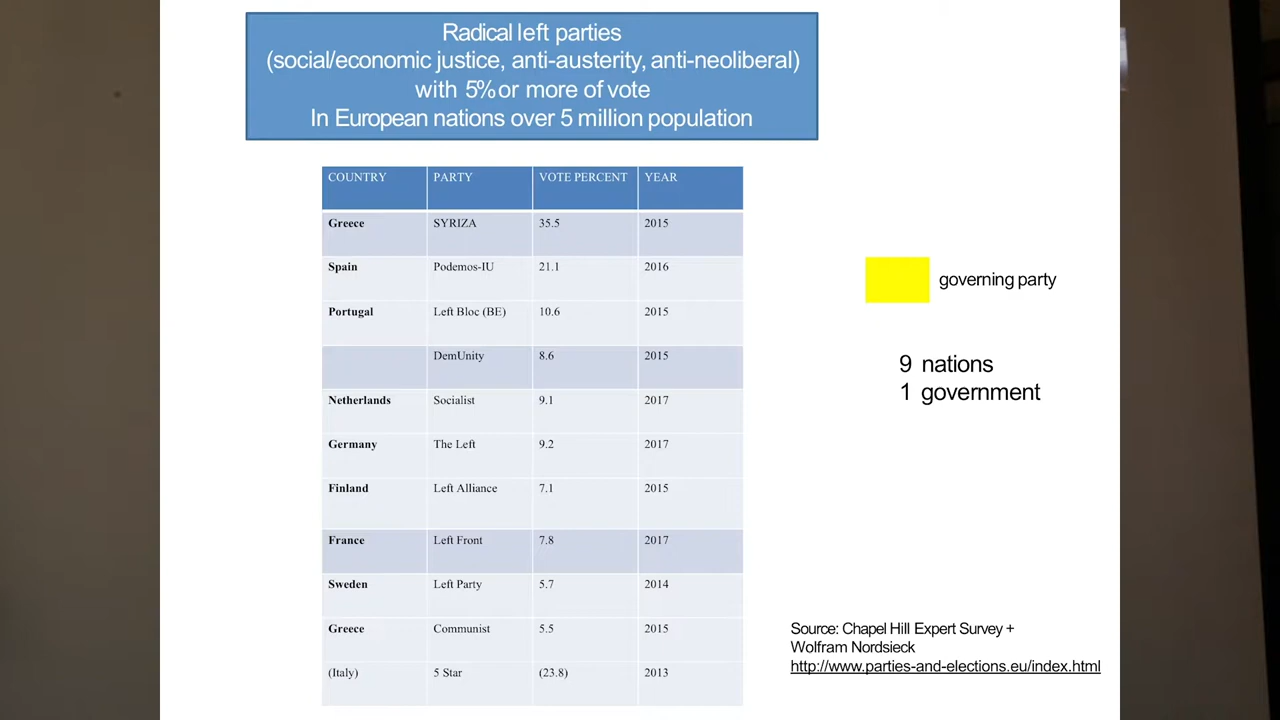 Radical left parties
(social/economic justice, anti-austerity, anti-neoliberal)
with 5% or more of vote
In European nations over 5 million population
COUNTRY PARTY VOTE PERCENT YEAR
Greece SYRIZA 35.5 2015
Spain Podemos-IU 21.1 2016
Portugal Left Bloc (BE) 10.6 2015
DemUnity 8.6 2015
Netherlands Socialist 9.1 2017
Germany The Left 9.2 2017
Finland Left Alliance 7.1 2015
France Left Front 7.8 2017
Sweden Left Party 5.7 2014
Greece Communist 5.5 2015
(Italy) 5 Star (23.8) 2013
governing party
9 nations
1 government
Source: Chapel Hill Expert Survey +
Wolfram Nordsieck
http://www.parties-and-elections.eu/index.html